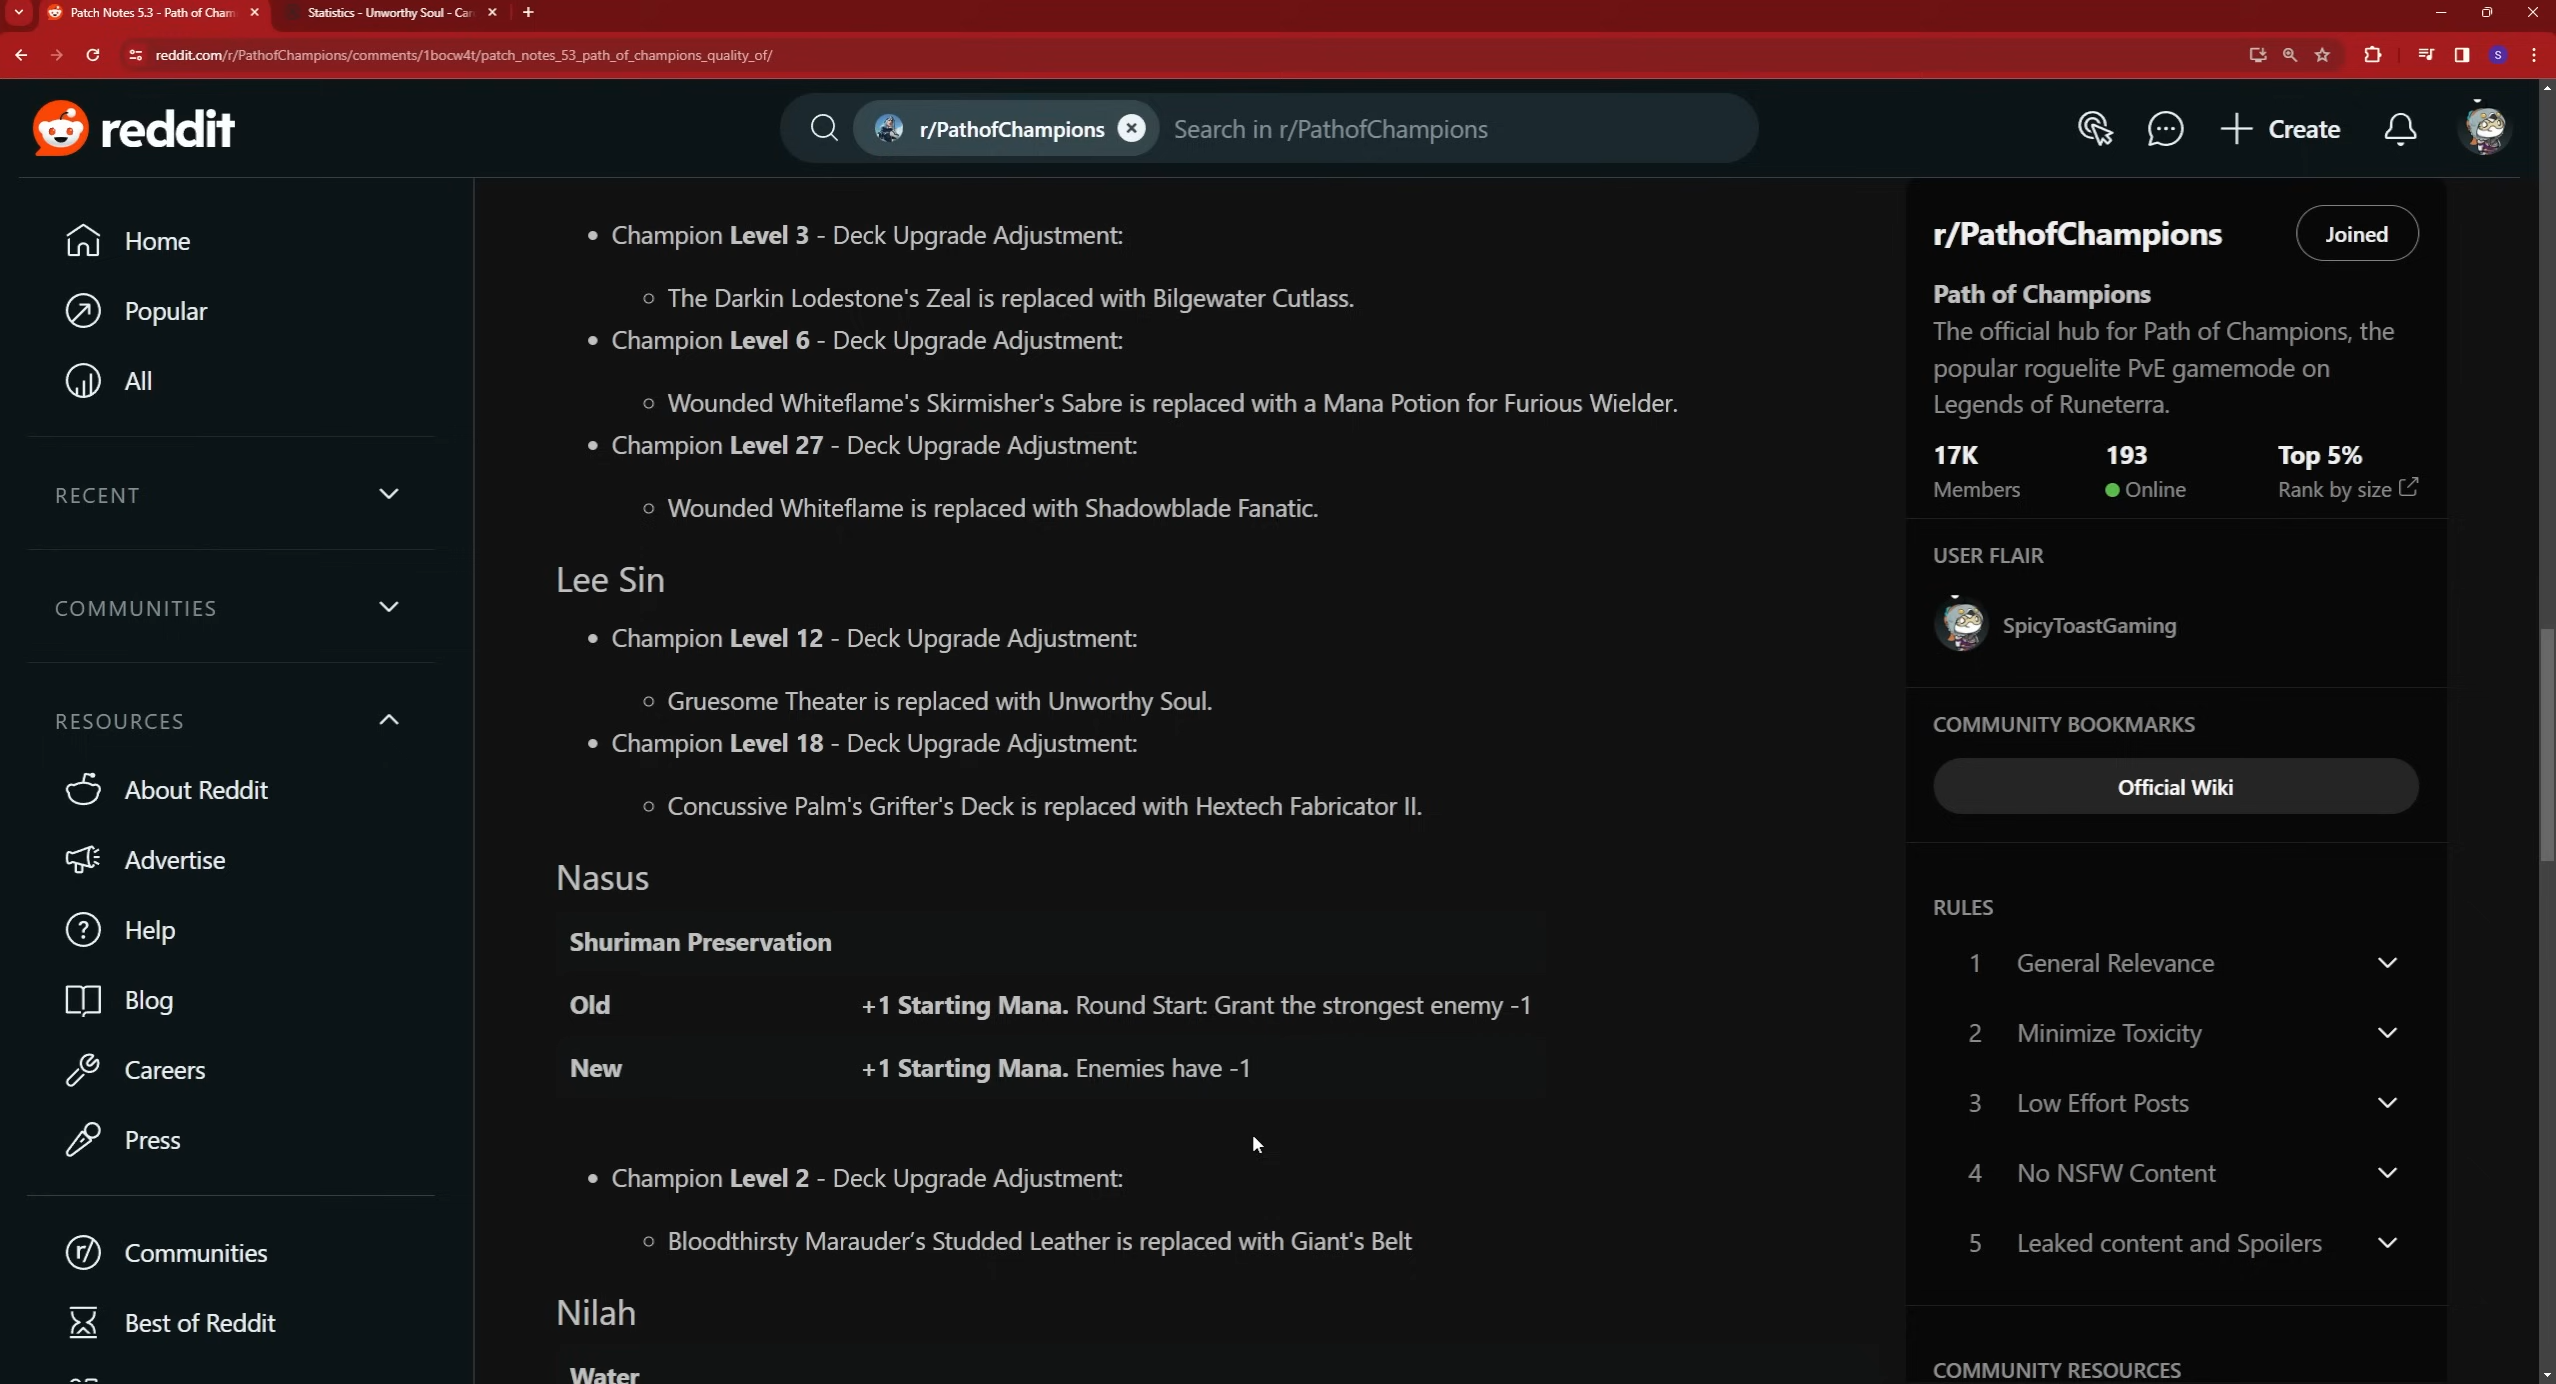 Patch Notes 5.3 - Path of Cham
Statistics - Unworthy Soul - Car
reddit.com/r/PathofChampions/comments/1bocw4t/patch_notes_53_path_of_champions_quality_of/
S
reddit
r/PathofChampions
Search in r/PathofChampions
Create
Home
Popular
All
RECENT
COMMUNITIES
RESOURCES
About Reddit
Advertise
Help
Blog
Careers
Press
Communities
Best of Reddit
• Champion Level 3 - Deck Upgrade Adjustment:
○ The Darkin Lodestone's Zeal is replaced with Bilgewater Cutlass.
• Champion Level 6 - Deck Upgrade Adjustment:
○ Wounded Whiteflame's Skirmisher's Sabre is replaced with a Mana Potion for Furious Wielder.
• Champion Level 27 - Deck Upgrade Adjustment:
○ Wounded Whiteflame is replaced with Shadowblade Fanatic.
Lee Sin
• Champion Level 12 - Deck Upgrade Adjustment:
○ Gruesome Theater is replaced with Unworthy Soul.
• Champion Level 18 - Deck Upgrade Adjustment:
○ Concussive Palm's Grifter's Deck is replaced with Hextech Fabricator II.
Nasus
Shuriman Preservation
Old +1 Starting Mana. Round Start: Grant the strongest enemy -1
New +1 Starting Mana. Enemies have -1
• Champion Level 2 - Deck Upgrade Adjustment:
○ Bloodthirsty Marauder’s Studded Leather is replaced with Giant's Belt
Nilah
Water
r/PathofChampions
Joined
Path of Champions
The official hub for Path of Champions, the
popular roguelite PvE gamemode on
Legends of Runeterra.
17K 193 Top 5%
Members Online Rank by size
USER FLAIR
SpicyToastGaming
COMMUNITY BOOKMARKS
Official Wiki
RULES
1 General Relevance
2 Minimize Toxicity
3 Low Effort Posts
4 No NSFW Content
5 Leaked content and Spoilers
COMMUNITY RESOURCES